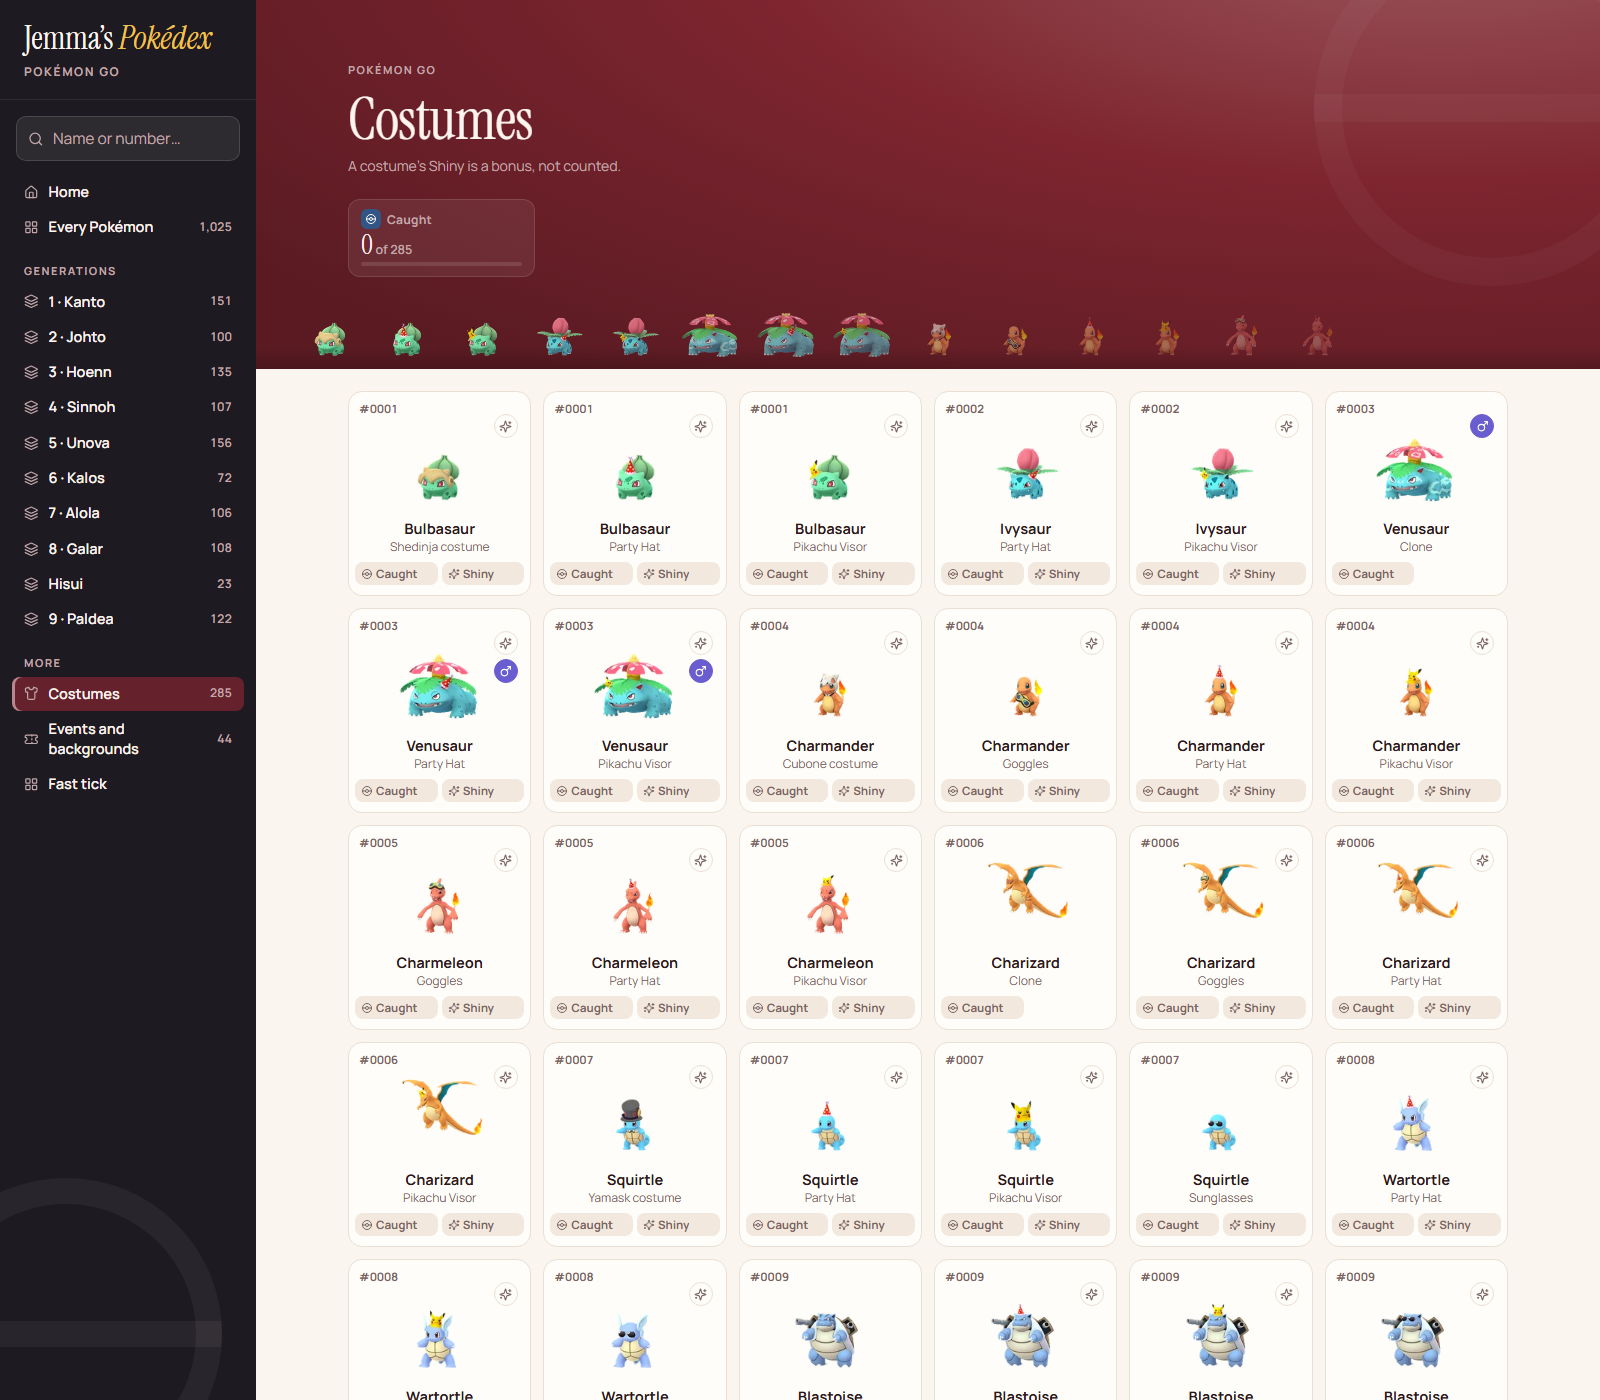 Jemma's Pokédex
POKÉMON GO
Name or number...
Home
Every Pokémon 1,025
GENERATIONS
1 · Kanto 151
2 · Johto 100
3 · Hoenn 135
4 · Sinnoh 107
5 · Unova 156
6 · Kalos 72
7 · Alola 106
8 · Galar 108
Hisui 23
9 · Paldea 122
MORE
Costumes 285
Events and
backgrounds 44
Fast tick
POKÉMON GO
Costumes
A costume's Shiny is a bonus, not counted.
Caught
0 of 285
#0001 #0001 #0001 #0002 #0002 #0003
Bulbasaur Bulbasaur Bulbasaur Ivysaur Ivysaur Venusaur
Shedinja costume Party Hat Pikachu Visor Party Hat Pikachu Visor Clone
Caught Shiny Caught Shiny Caught Shiny Caught Shiny Caught Shiny Caught
#0003 #0003 #0004 #0004 #0004 #0004
Venusaur Venusaur Charmander Charmander Charmander Charmander
Party Hat Pikachu Visor Cubone costume Goggles Party Hat Pikachu Visor
Caught Shiny Caught Shiny Caught Shiny Caught Shiny Caught Shiny Caught Shiny
#0005 #0005 #0005 #0006 #0006 #0006
Charmeleon Charmeleon Charmeleon Charizard Charizard Charizard
Goggles Party Hat Pikachu Visor Clone Goggles Party Hat
Caught Shiny Caught Shiny Caught Shiny Caught Caught Shiny Caught Shiny
#0006 #0007 #0007 #0007 #0007 #0008
Charizard Squirtle Squirtle Squirtle Squirtle Wartortle
Pikachu Visor Yamask costume Party Hat Pikachu Visor Sunglasses Party Hat
Caught Shiny Caught Shiny Caught Shiny Caught Shiny Caught Shiny Caught Shiny
#0008 #0008 #0009 #0009 #0009 #0009
Wartortle Wartortle Blastoise Blastoise Blastoise Blastoise